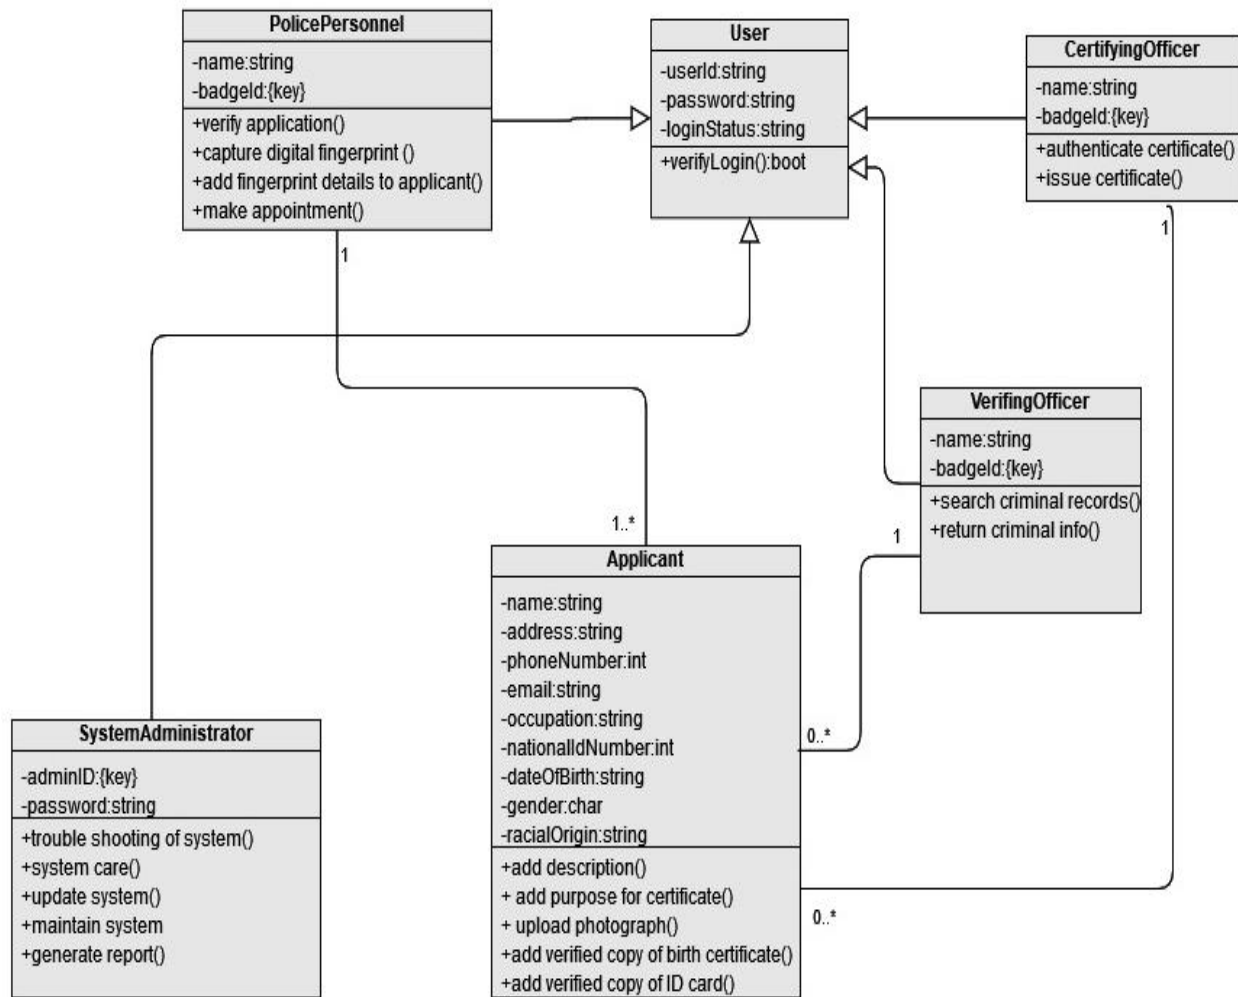 PolicePersonnel
-name:string
-badgeId:{key}
+verify application()
+capture digital fingerprint ()
+add fingerprint details to applicant()
+make appointment()
1
User
-userId:string
-password:string
-loginStatus:string
+verifyLogin():boot
CertifyingOfficer
-name:string
-badgeId:{key}
+authenticate certificate()
+issue certificate()
1
VerifingOfficer
-name:string
-badgeId:{key}
+search criminal records()
+return criminal info()
1
1..*
Applicant
-name:string
-address:string
-phoneNumber:int
-email:string
-occupation:string
-nationalIdNumber:int
-dateOfBirth:string
-gender:char
-racialOrigin:string
+add description()
+ add purpose for certificate()
+ upload photograph()
+add verified copy of birth certificate()
+add verified copy of ID card()
0..*
0..*
SystemAdministrator
-adminID:{key}
-password:string
+trouble shooting of system()
+system care()
+update system()
+maintain system
+generate report()